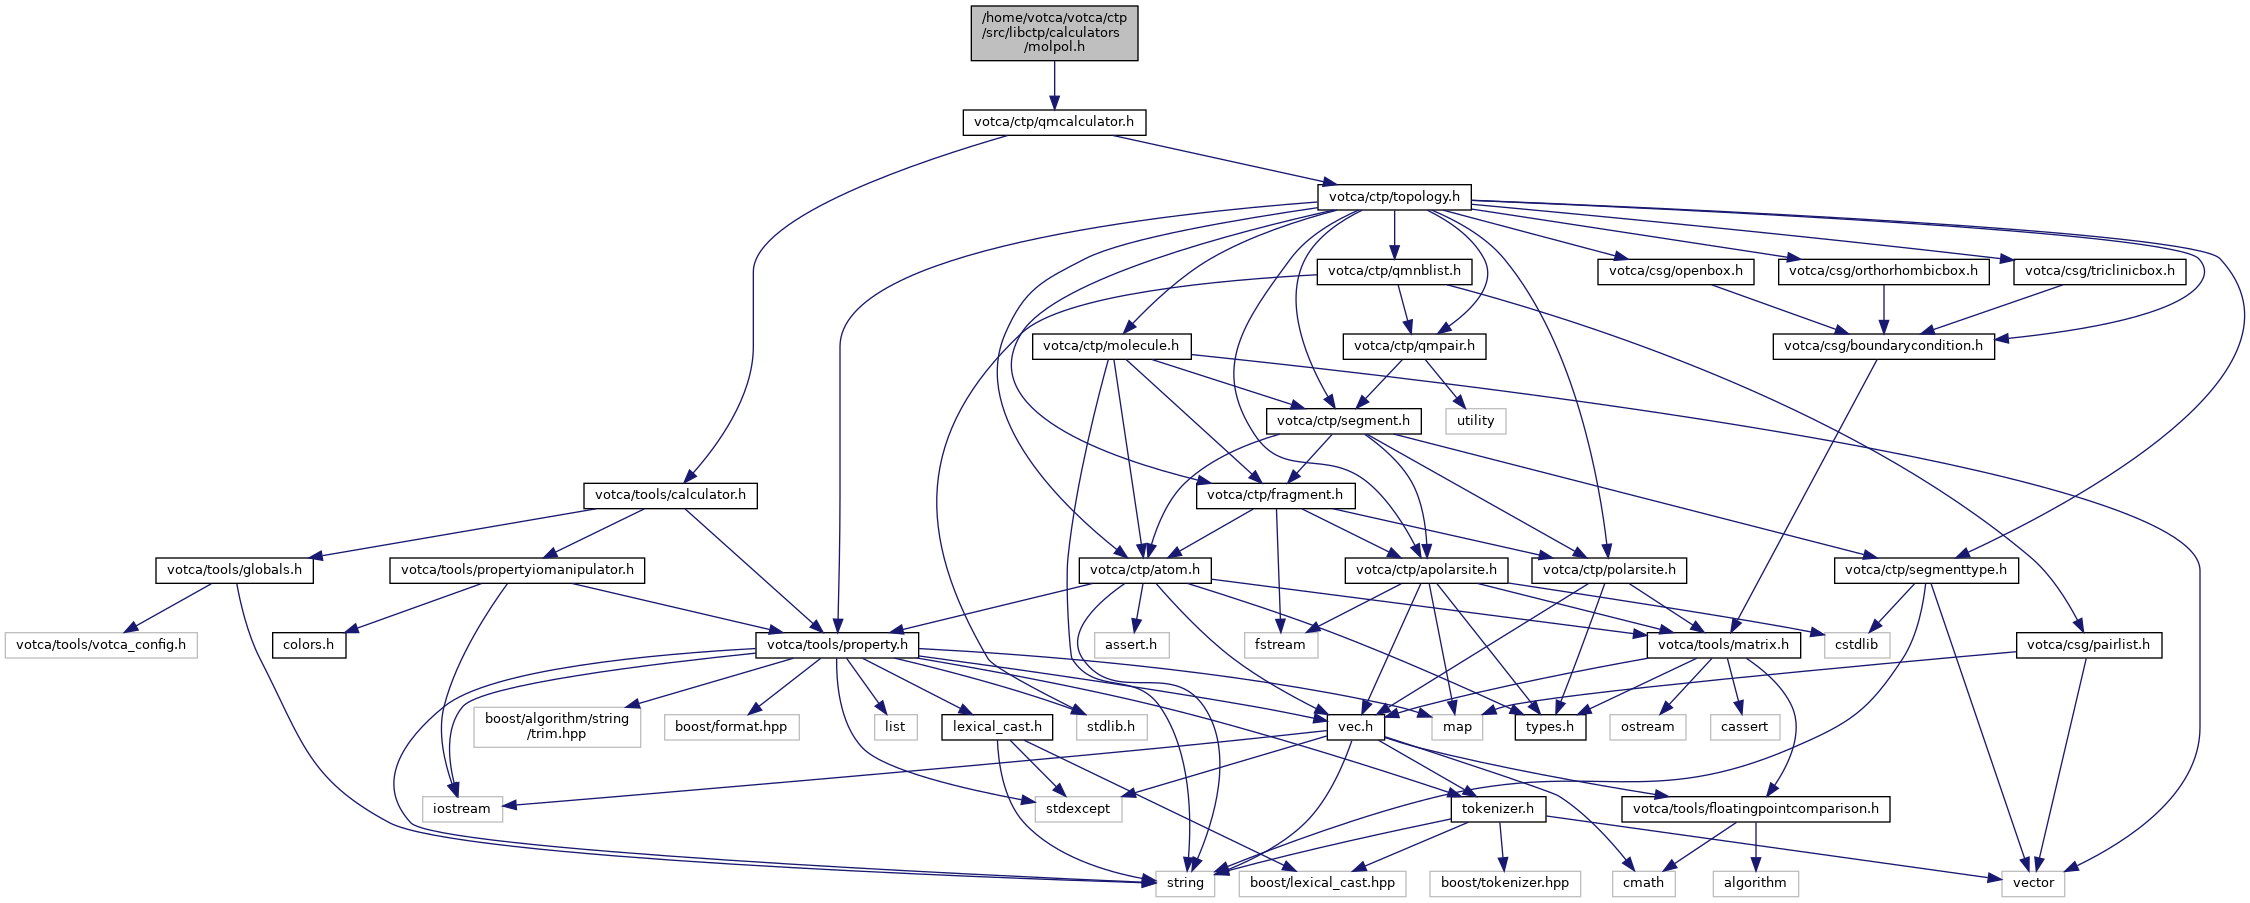 /home/votca/votca/ctp
/src/libctp/calculators
/molpol.h
votca/ctp/qmcalculator.h
votca/ctp/topology.h
votca/ctp/qmnblist.h
votca/csg/openbox.h
votca/csg/orthorhombicbox.h
votca/csg/triclinicbox.h
votca/ctp/molecule.h
votca/ctp/qmpair.h
votca/csg/boundarycondition.h
votca/ctp/segment.h
utility
votca/tools/calculator.h
votca/ctp/fragment.h
votca/tools/globals.h
votca/tools/propertyiomanipulator.h
votca/ctp/atom.h
votca/ctp/apolarsite.h
votca/ctp/polarsite.h
votca/ctp/segmenttype.h
votca/tools/votca_config.h
colors.h
votca/tools/property.h
assert.h
fstream
votca/tools/matrix.h
cstdlib
votca/csg/pairlist.h
boost/algorithm/string
/trim.hpp
boost/format.hpp
list
lexical_cast.h
stdlib.h
vec.h
map
types.h
ostream
cassert
iostream
stdexcept
tokenizer.h
votca/tools/floatingpointcomparison.h
string
boost/lexical_cast.hpp
boost/tokenizer.hpp
cmath
algorithm
vector